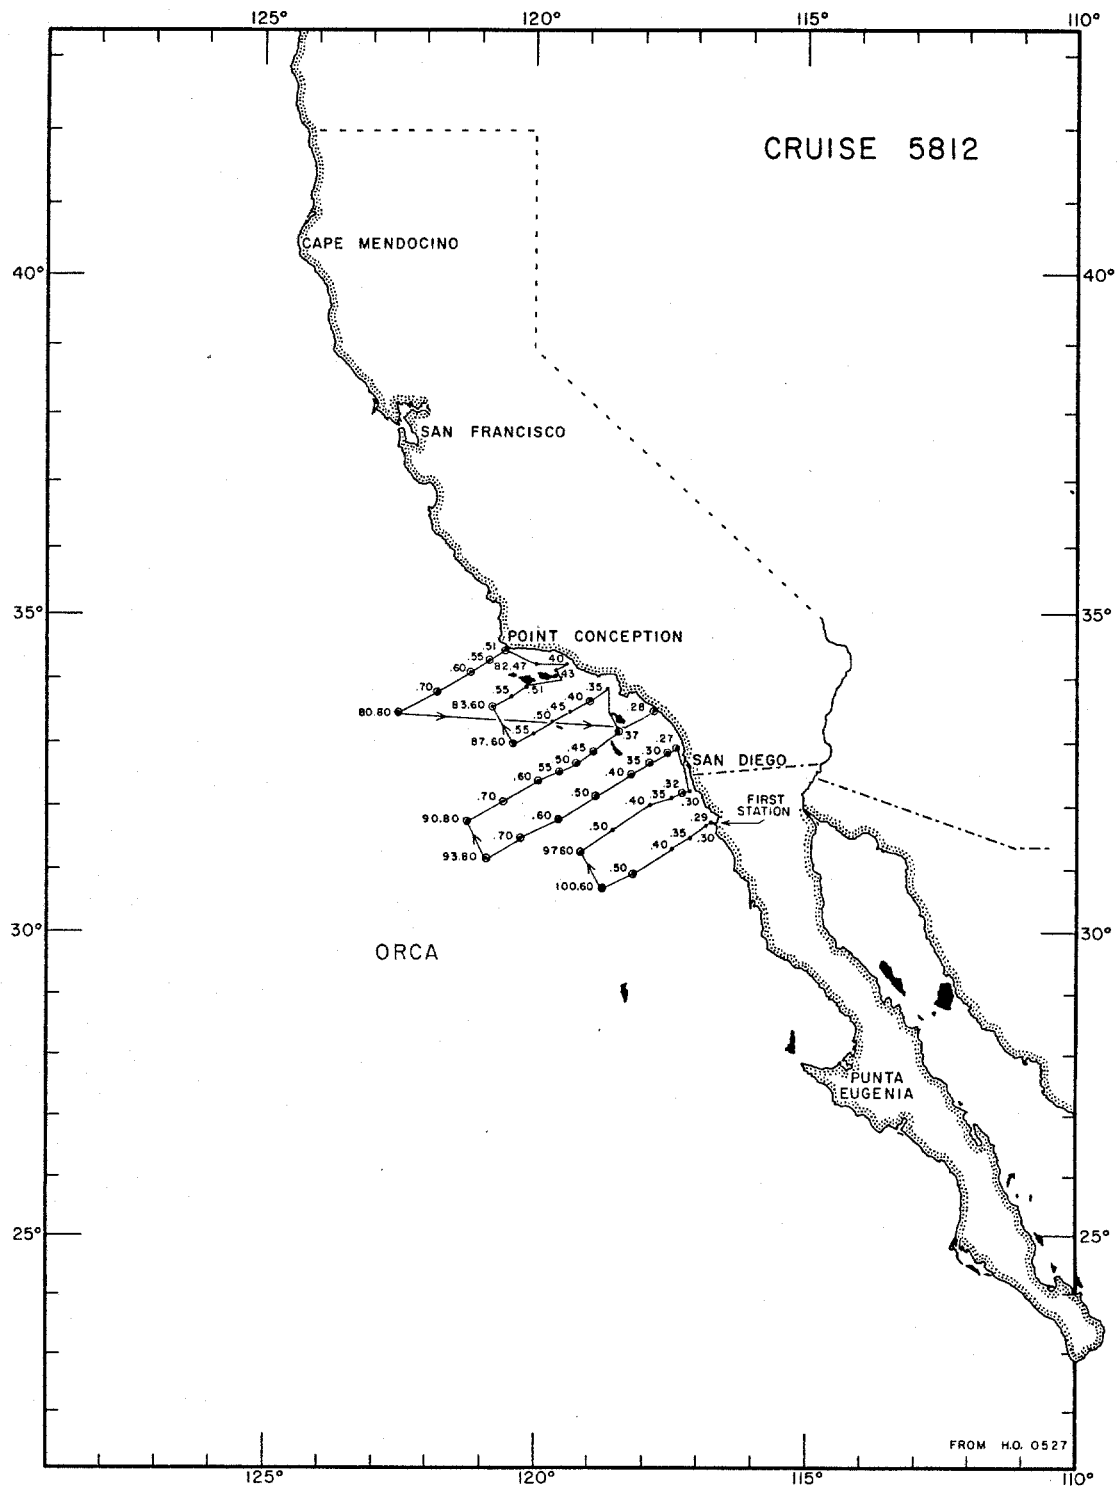 125° 120° 115° 110°
CRUISE 5812
CAPE MENDOCINO
40° 40°
SAN FRANCISCO
35° 35°
POINT CONCEPTION
.51
.55 82.47 .40
.60 .43
.70 .55 .51 .35
80.80 83.60 .40 .28
.50 .45
87.60 .55 .37 .27
.45 .30 SAN DIEGO
.50 .35
.55 .40
.60 .32
.70 .50 .40 .35 .30 FIRST
STATION
90.80 .60 .50 .29
.70 .35 .30
93.80 97.60 .40
.50
100.60
30° 30°
ORCA
PUNTA
EUGENIA
25° 25°
FROM H.O. 0527
125° 120° 115° 110°